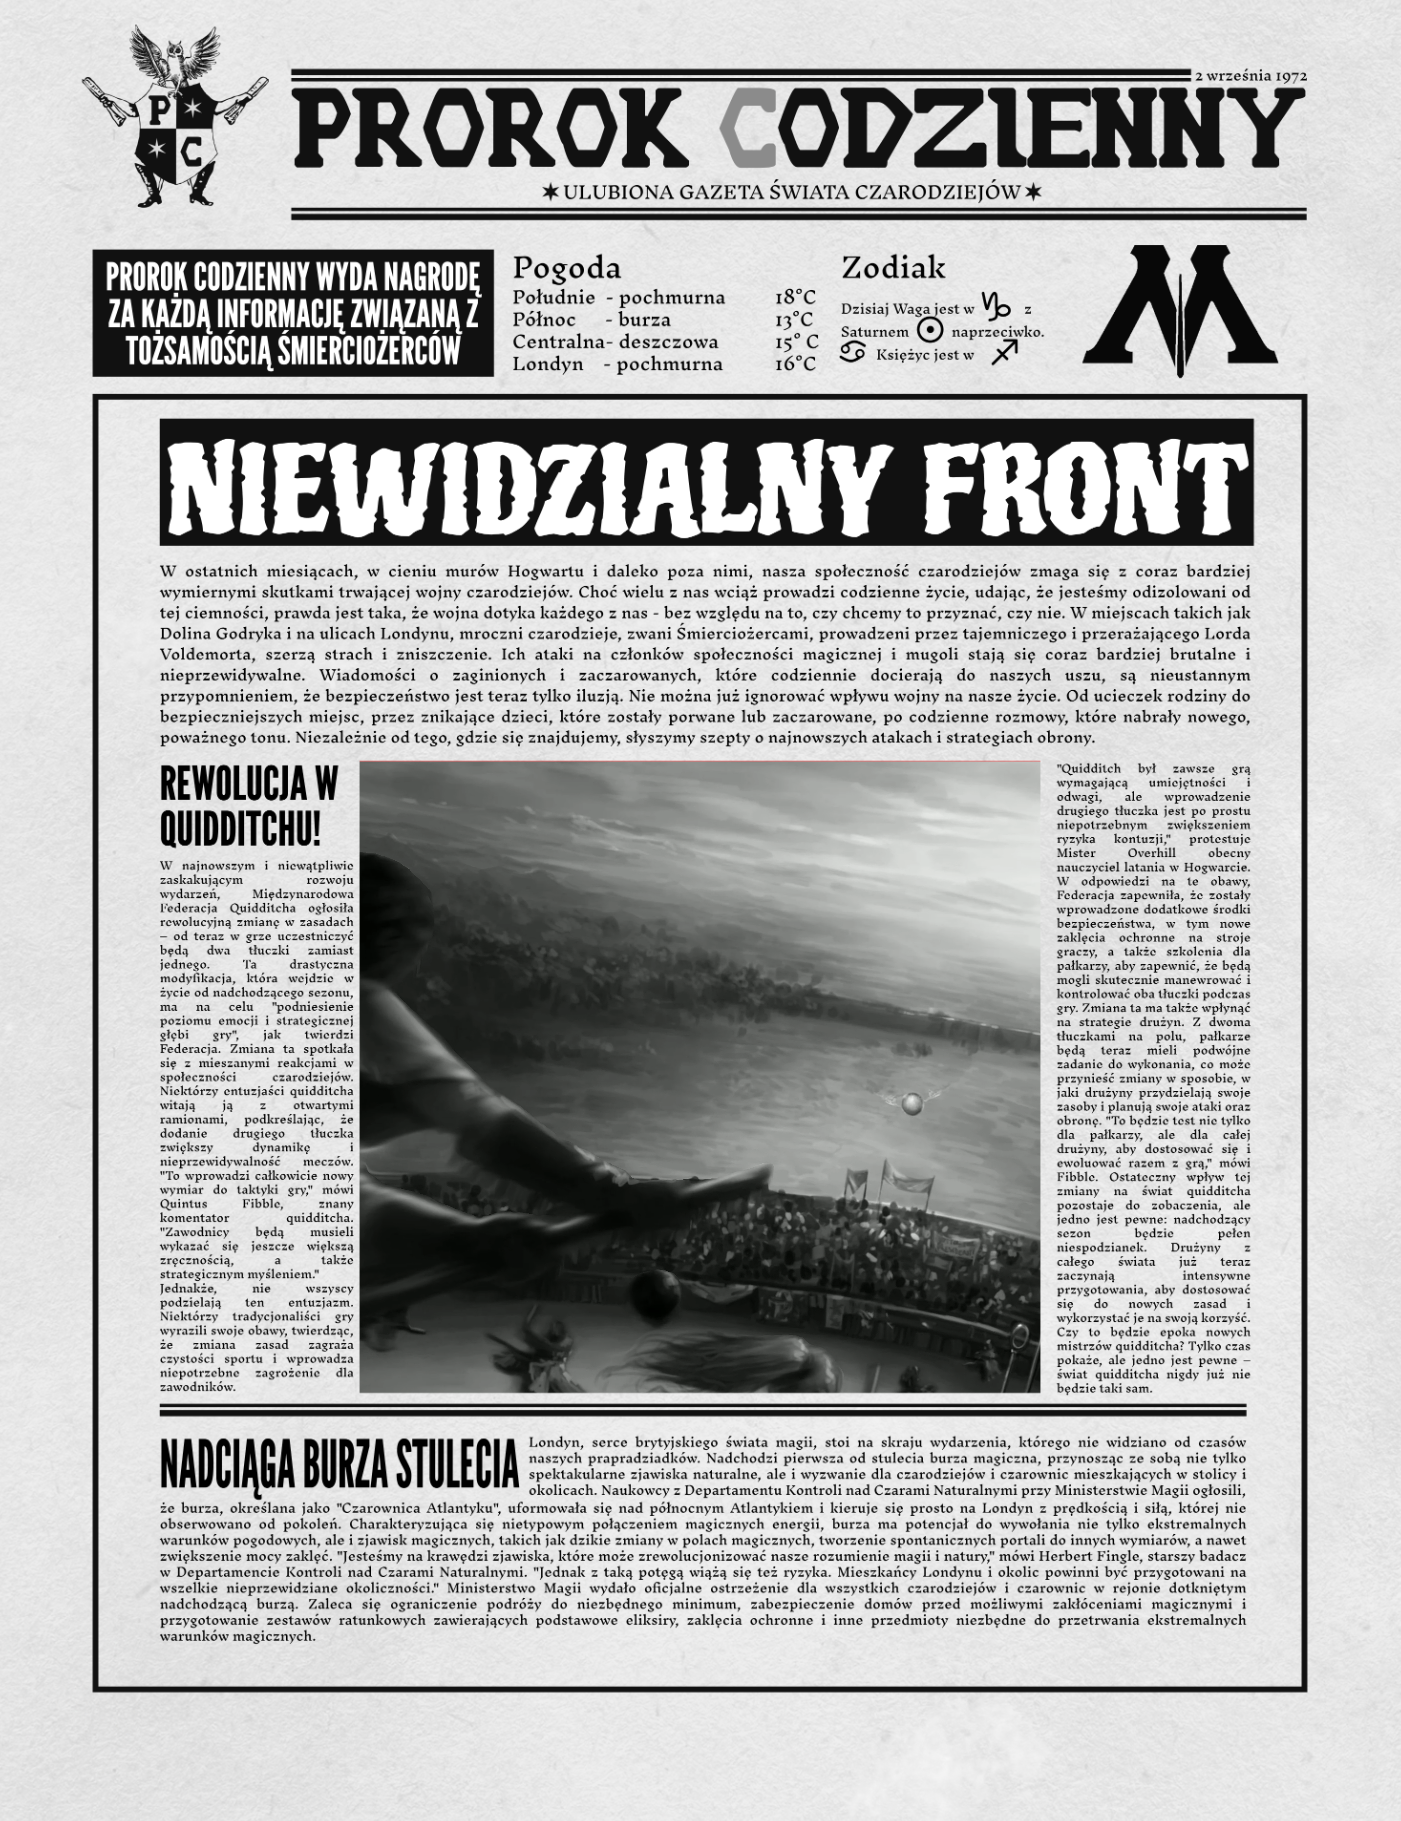 2 września 1972
PROROK CODZIENNY
✶ULUBIONA GAZETA ŚWIATA CZARODZIEJÓW✶
P
C
PROROK CODZIENNY WYDA NAGRODĘ
ZA KAŻDĄ INFORMACJĘ ZWIĄZANĄ Z
TOŻSAMOŚCIĄ ŚMIERCIOŻERCÓW
Pogoda
Południe - pochmurna 18°C
Północ - burza 13°C
Centralna- deszczowa 15° C
Londyn - pochmurna 16°C
Zodiak
Dzisiaj Waga jest w ♑ z
Saturnem ☉ naprzeciwko.
♋ Księżyc jest w ♐
M
NIEWIDZIALNY FRONT
W ostatnich miesiącach, w cieniu murów Hogwartu i daleko poza nimi, nasza społeczność czarodziejów zmaga się z coraz bardziej
wymiernymi skutkami trwającej wojny czarodziejów. Choć wielu z nas wciąż prowadzi codzienne życie, udając, że jesteśmy odizolowani od
tej ciemności, prawda jest taka, że wojna dotyka każdego z nas - bez względu na to, czy chcemy to przyznać, czy nie. W miejscach takich jak
Dolina Godryka i na ulicach Londynu, mroczni czarodzieje, zwani Śmierciożercami, prowadzeni przez tajemniczego i przerażającego Lorda
Voldemorta, szerzą strach i zniszczenie. Ich ataki na członków społeczności magicznej i mugoli stają się coraz bardziej brutalne i
nieprzewidywalne. Wiadomości o zaginionych i zaczarowanych, które codziennie docierają do naszych uszu, są nieustannym
przypomnieniem, że bezpieczeństwo jest teraz tylko iluzją. Nie można już ignorować wpływu wojny na nasze życie. Od ucieczek rodziny do
bezpieczniejszych miejsc, przez znikające dzieci, które zostały porwane lub zaczarowane, po codzienne rozmowy, które nabrały nowego,
poważnego tonu. Niezależnie od tego, gdzie się znajdujemy, słyszymy szepty o najnowszych atakach i strategiach obrony.
REWOLUCJA W
QUIDDITCHU!
W najnowszym i niewątpliwie
zaskakującym rozwoju
wydarzeń, Międzynarodowa
Federacja Quidditcha ogłosiła
rewolucyjną zmianę w zasadach
– od teraz w grze uczestniczyć
będą dwa tłuczki zamiast
jednego. Ta drastyczna
modyfikacja, która wejdzie w
życie od nadchodzącego sezonu,
ma na celu "podniesienie
poziomu emocji i strategicznej
głębi gry", jak twierdzi
Federacja. Zmiana ta spotkała
się z mieszanymi reakcjami w
społeczności czarodziejów.
Niektórzy entuzjaści quidditcha
witają ją z otwartymi
ramionami, podkreślając, że
dodanie drugiego tłuczka
zwiększy dynamikę i
nieprzewidywalność meczów.
"To wprowadzi całkowicie nowy
wymiar do taktyki gry," mówi
Quintus Fibble, znany
komentator quidditcha.
"Zawodnicy będą musieli
wykazać się jeszcze większą
zręcznością, a także
strategicznym myśleniem."
Jednakże, nie wszyscy
podzielają ten entuzjazm.
Niektórzy tradycjonaliści gry
wyrazili swoje obawy, twierdząc,
że zmiana zasad zagraża
czystości sportu i wprowadza
niepotrzebne zagrożenie dla
zawodników.
"Quidditch był zawsze grą
wymagającą umiejętności i
odwagi, ale wprowadzenie
drugiego tłuczka jest po prostu
niepotrzebnym zwiększeniem
ryzyka kontuzji," protestuje
Mister Overhill obecny
nauczyciel latania w Hogwarcie.
W odpowiedzi na te obawy,
Federacja zapewniła, że zostały
wprowadzone dodatkowe środki
bezpieczeństwa, w tym nowe
zaklęcia ochronne na stroje
graczy, a także szkolenia dla
pałkarzy, aby zapewnić, że będą
mogli skutecznie manewrować i
kontrolować oba tłuczki podczas
gry. Zmiana ta ma także wpłynąć
na strategie drużyn. Z dwoma
tłuczkami na polu, pałkarze
będą teraz mieli podwójne
zadanie do wykonania, co może
przynieść zmiany w sposobie, w
jaki drużyny przydzielają swoje
zasoby i planują swoje ataki oraz
obronę. "To będzie test nie tylko
dla pałkarzy, ale dla całej
drużyny, aby dostosować się i
ewoluować razem z grą," mówi
Fibble. Ostateczny wpływ tej
zmiany na świat quidditcha
pozostaje do zobaczenia, ale
jedno jest pewne: nadchodzący
sezon będzie pełen
niespodzianek. Drużyny z
całego świata już teraz
zaczynają intensywne
przygotowania, aby dostosować
się do nowych zasad i
wykorzystać je na swoją korzyść.
Czy to będzie epoka nowych
mistrzów quidditcha? Tylko czas
pokaże, ale jedno jest pewne –
świat quidditcha nigdy już nie
będzie taki sam.
NADCIĄGA BURZA STULECIA
Londyn, serce brytyjskiego świata magii, stoi na skraju wydarzenia, którego nie widziano od czasów
naszych prapradziadków. Nadchodzi pierwsza od stulecia burza magiczna, przynosząc ze sobą nie tylko
spektakularne zjawiska naturalne, ale i wyzwanie dla czarodziejów i czarownic mieszkających w stolicy i
okolicach. Naukowcy z Departamentu Kontroli nad Czarami Naturalnymi przy Ministerstwie Magii ogłosili,
że burza, określana jako "Czarownica Atlantyku", uformowała się nad północnym Atlantykiem i kieruje się prosto na Londyn z prędkością i siłą, której nie
obserwowano od pokoleń. Charakteryzująca się nietypowym połączeniem magicznych energii, burza ma potencjał do wywołania nie tylko ekstremalnych
warunków pogodowych, ale i zjawisk magicznych, takich jak dzikie zmiany w polach magicznych, tworzenie spontanicznych portali do innych wymiarów, a nawet
zwiększenie mocy zaklęć. "Jesteśmy na krawędzi zjawiska, które może zrewolucjonizować nasze rozumienie magii i natury," mówi Herbert Fingle, starszy badacz
w Departamencie Kontroli nad Czarami Naturalnymi. "Jednak z taką potęgą wiążą się też ryzyka. Mieszkańcy Londynu i okolic powinni być przygotowani na
wszelkie nieprzewidziane okoliczności." Ministerstwo Magii wydało oficjalne ostrzeżenie dla wszystkich czarodziejów i czarownic w rejonie dotkniętym
nadchodzącą burzą. Zaleca się ograniczenie podróży do niezbędnego minimum, zabezpieczenie domów przed możliwymi zakłóceniami magicznymi i
przygotowanie zestawów ratunkowych zawierających podstawowe eliksiry, zaklęcia ochronne i inne przedmioty niezbędne do przetrwania ekstremalnych
warunków magicznych.